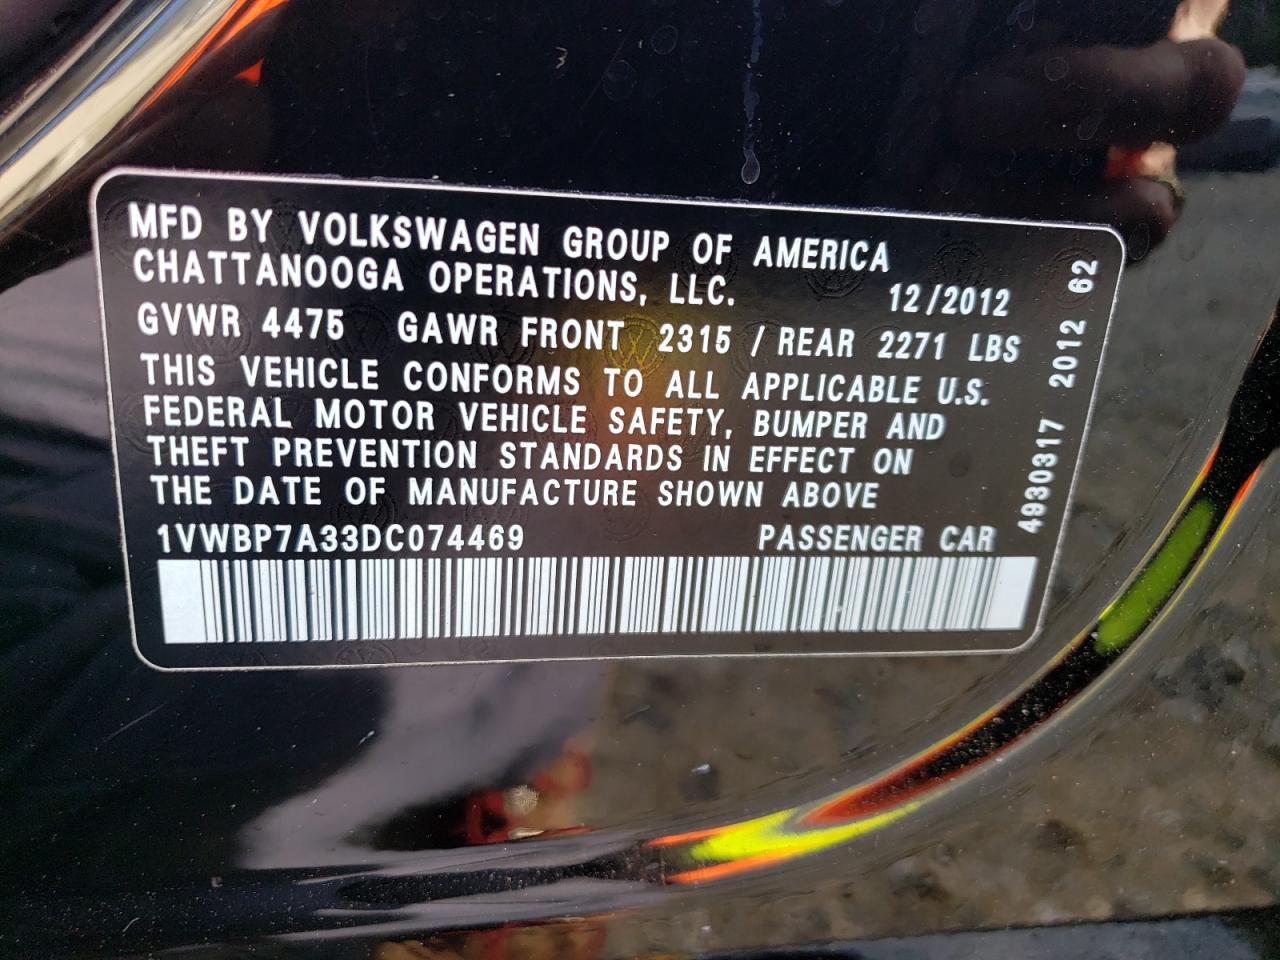 MFD BY VOLKSWAGEN GROUP OF AMERICA
CHATTANOOGA OPERATIONS, LLC. 12/2012
GVWR 4475 GAWR FRONT 2315 / REAR 2271 LBS
THIS VEHICLE CONFORMS TO ALL APPLICABLE U.S.
FEDERAL MOTOR VEHICLE SAFETY, BUMPER AND
THEFT PREVENTION STANDARDS IN EFFECT ON
THE DATE OF MANUFACTURE SHOWN ABOVE
1VWBP7A33DC074469 PASSENGER CAR
4930317 2012 62